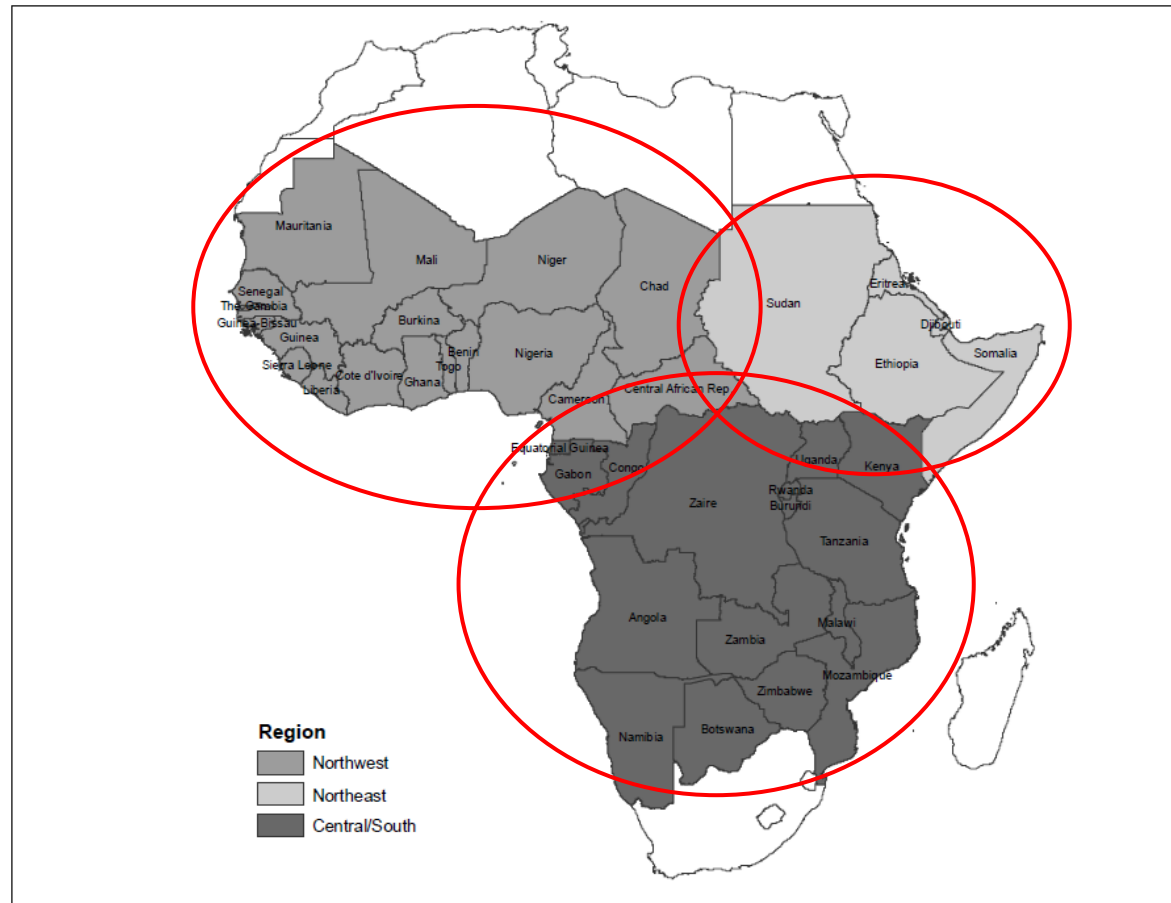 Mauritania
Mali
Niger
Chad
Sudan
Eritrea
Senegal
The Gambia
Guinea-Bissau
Guinea
Burkina
Djibouti
Sierra Leone
Liberia
Cote d'Ivoire
Ghana
Togo
Benin
Nigeria
Ethiopia
Somalia
Cameroon
Central African Rep
Equatorial Guinea
Gabon
Congo
Uganda
Kenya
Zaire
Rwanda
Burundi
Tanzania
Angola
Malawi
Zambia
Mozambique
Zimbabwe
Namibia
Botswana
Region
Northwest
Northeast
Central/South